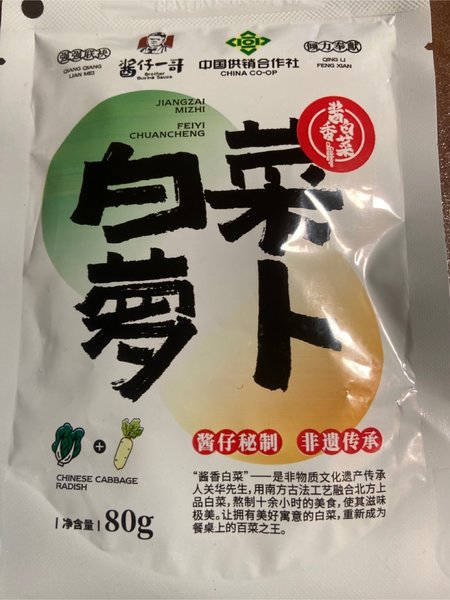 强强联袂
QIANG QIANG
LIAN MEI
酱仔一哥
Brother
Burma Sauce
中国供销合作社
CHINA CO-OP
倾力奉献
QING LI
FENG XIAN
JIANGZAI
MIZHI
FEIYI
CHUANCHENG
酱香白菜
白菜
萝卜
酱仔秘制 非遗传承
+
CHINESE CABBAGE
RADISH
净含量 80g
“酱香白菜”——是非物质文化遗产传承
人关华先生，用南方古法工艺融合北方上
品白菜，熬制十余小时的美食，使其滋味
极美。让拥有美好寓意的白菜，重新成为
餐桌上的百菜之王。